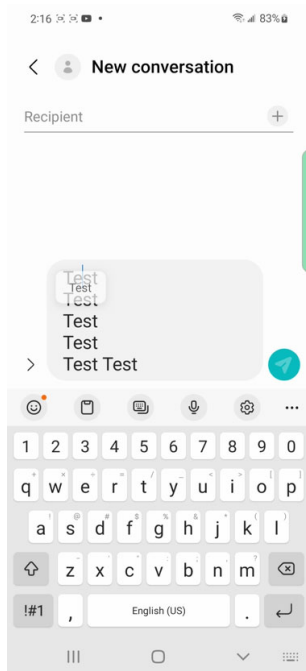 2:16 83%
New conversation
Recipient
Test
Test
Test
Test
Test
Test Test
1 2 3 4 5 6 7 8 9 0
q w e r t y u i o p
a s d f g h j k l
z x c v b n m
!#1 , English (US) .